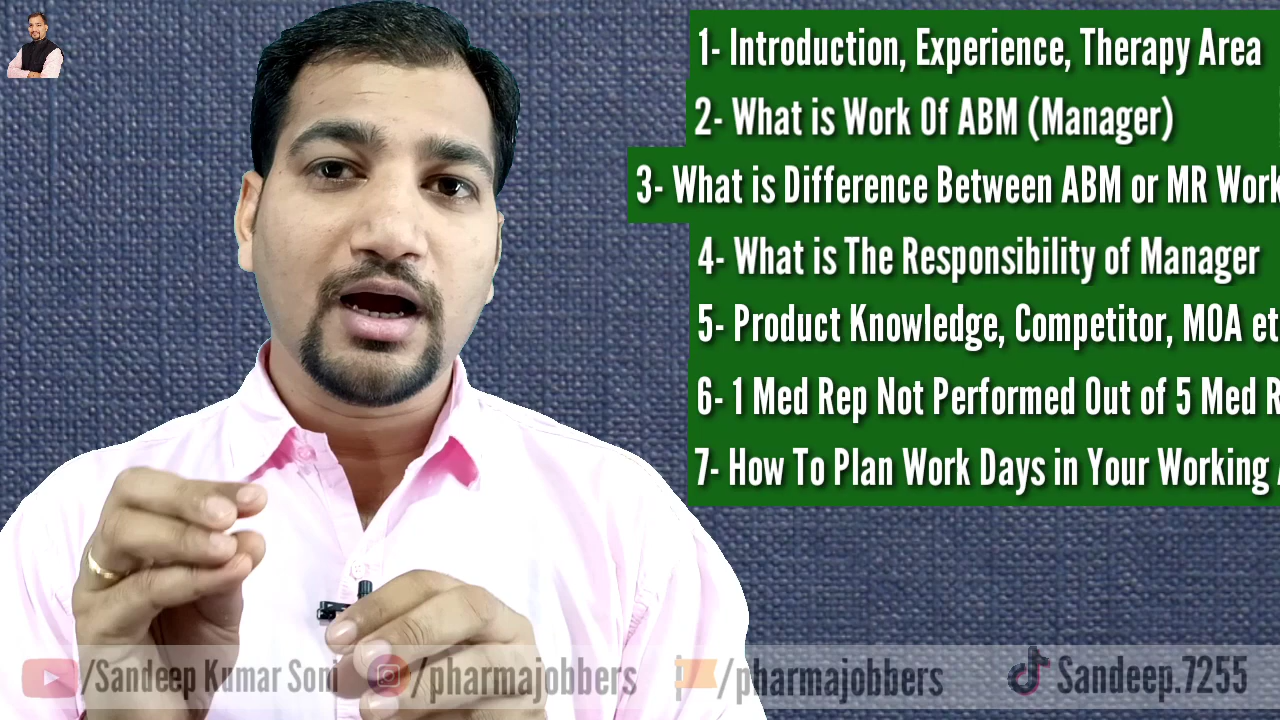 1- Introduction, Experience, Therapy Area
2- What is Work Of ABM (Manager)
3- What is Difference Between ABM or MR Work
4- What is The Responsibility of Manager
5- Product Knowledge, Competitor, MOA et
6- 1 Med Rep Not Performed Out of 5 Med R
7- How To Plan Work Days in Your Working
/Sandeep Kumar Soni /pharmajobbers /pharmajobbers Sandeep.7255